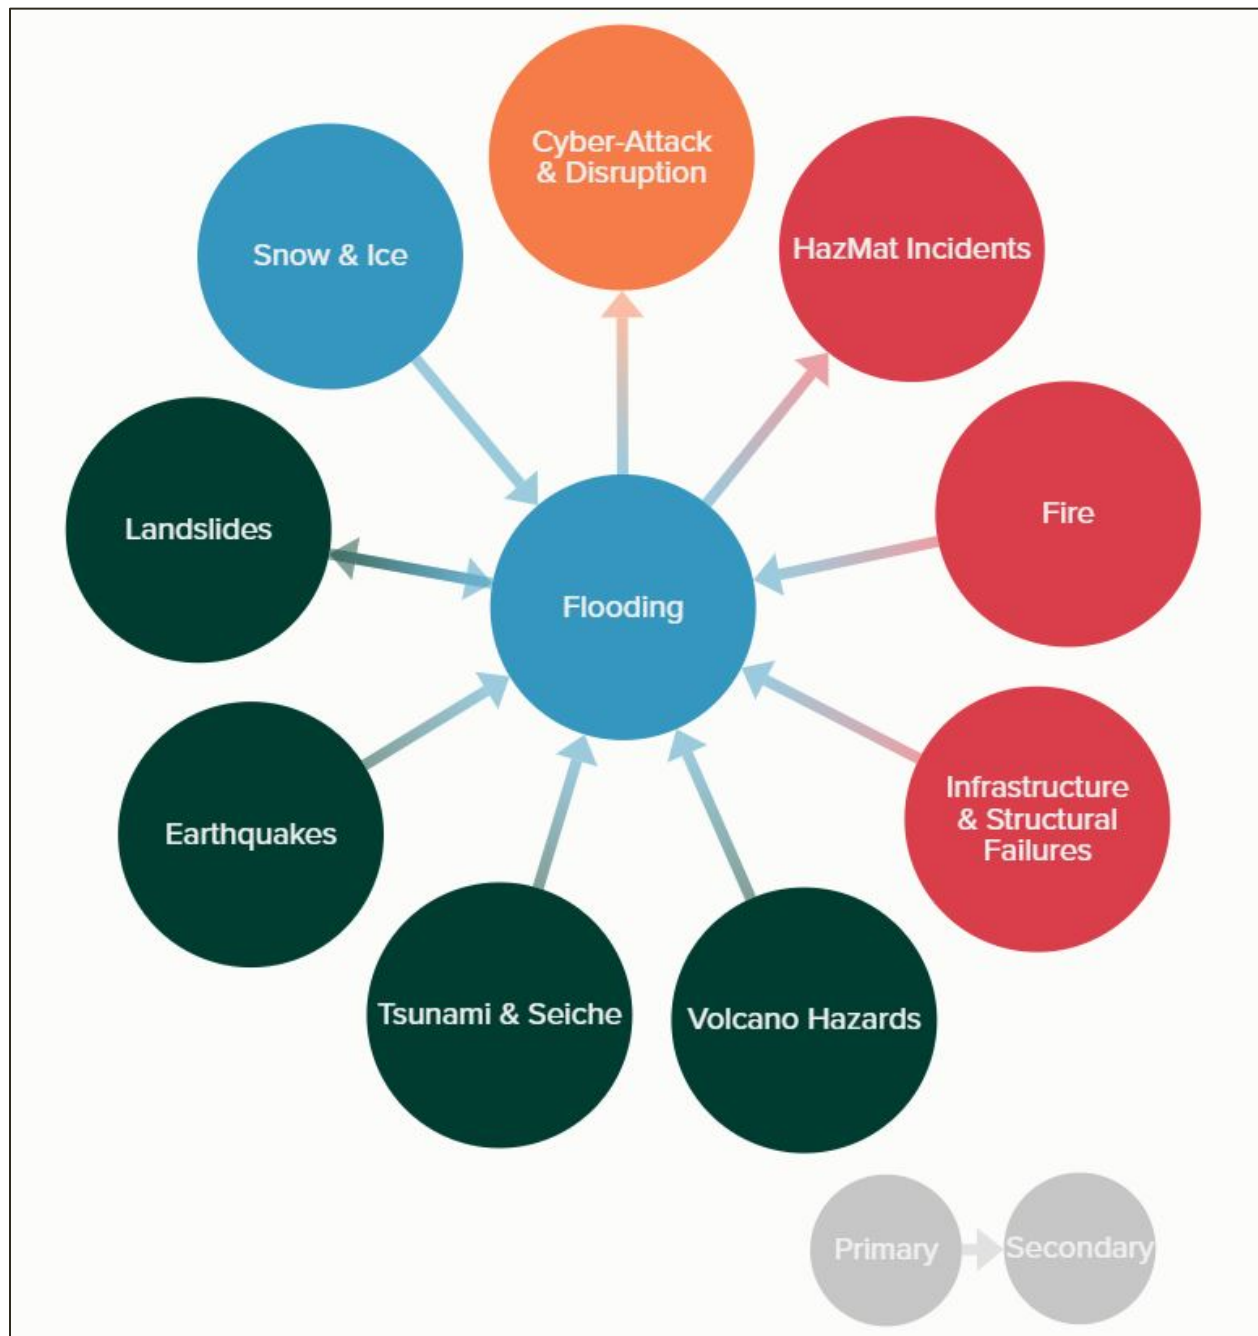 Cyber-Attack
& Disruption
HazMat Incidents
Snow & Ice
Fire
Landslides
Flooding
Infrastructure
& Structural
Failures
Earthquakes
Tsunami & Seiche
Volcano Hazards
Primary
Secondary